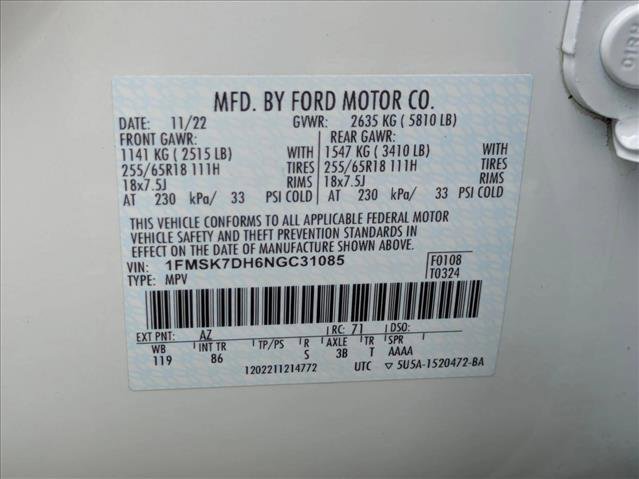 MFD. BY FORD MOTOR CO.
DATE: 11/22 GVWR: 2635 KG ( 5810 LB)
FRONT GAWR: REAR GAWR:
1141 KG ( 2515 LB) WITH 1547 KG ( 3410 LB) WITH
255/65R18 111H TIRES 255/65R18 111H TIRES
18x7.5J RIMS 18x7.5J RIMS
AT 230 kPa/ 33 PSI COLD AT 230 kPa/ 33 PSI COLD
THIS VEHICLE CONFORMS TO ALL APPLICABLE FEDERAL MOTOR
VEHICLE SAFETY AND THEFT PREVENTION STANDARDS IN
EFFECT ON THE DATE OF MANUFACTURE SHOWN ABOVE.
VIN: 1FMSK7DH6NGC31085 F0108
TYPE: MPV T0324
EXT PNT: AZ RC: 71 DSO:
WB INT TR TP/PS R AXLE TR SPR
119 86 S 3B T AAAA
1202211214772 UTC ▽ 5U5A-1520472-BA